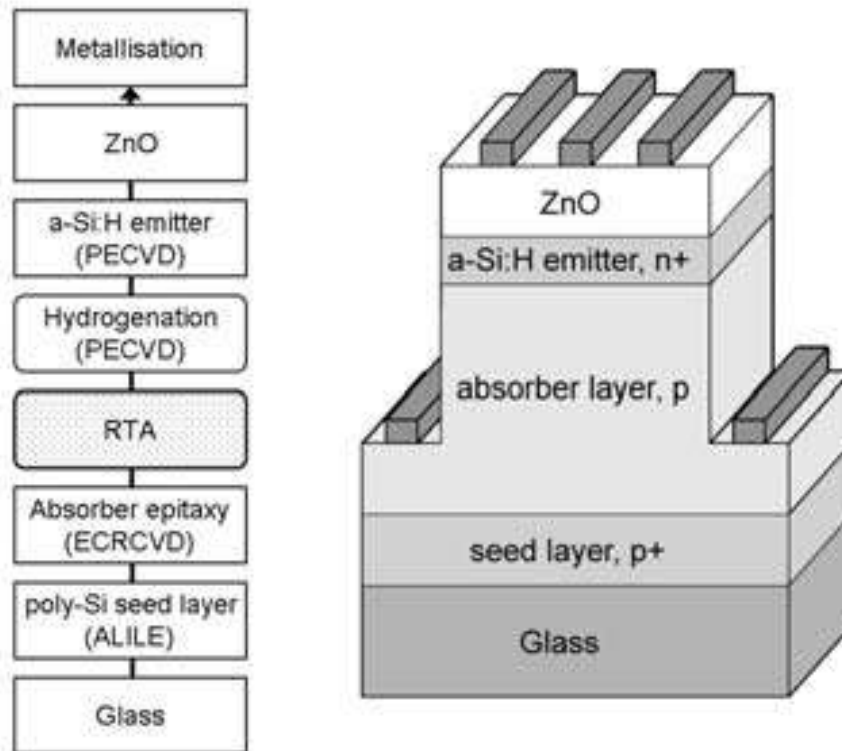 Metallisation
ZnO
a-Si:H emitter
(PECVD)
Hydrogenation
(PECVD)
RTA
Absorber epitaxy
(ECRCVD)
poly-Si seed layer
(ALILE)
Glass
ZnO
a-Si:H emitter, n+
absorber layer, p
seed layer, p+
Glass